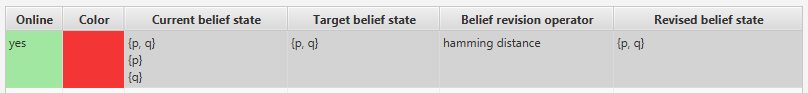 Online Color Current belief state Target belief state Belief revision operator Revised belief state
yes {p, q} {p, q} hamming distance {p, q}
{p}
{q}